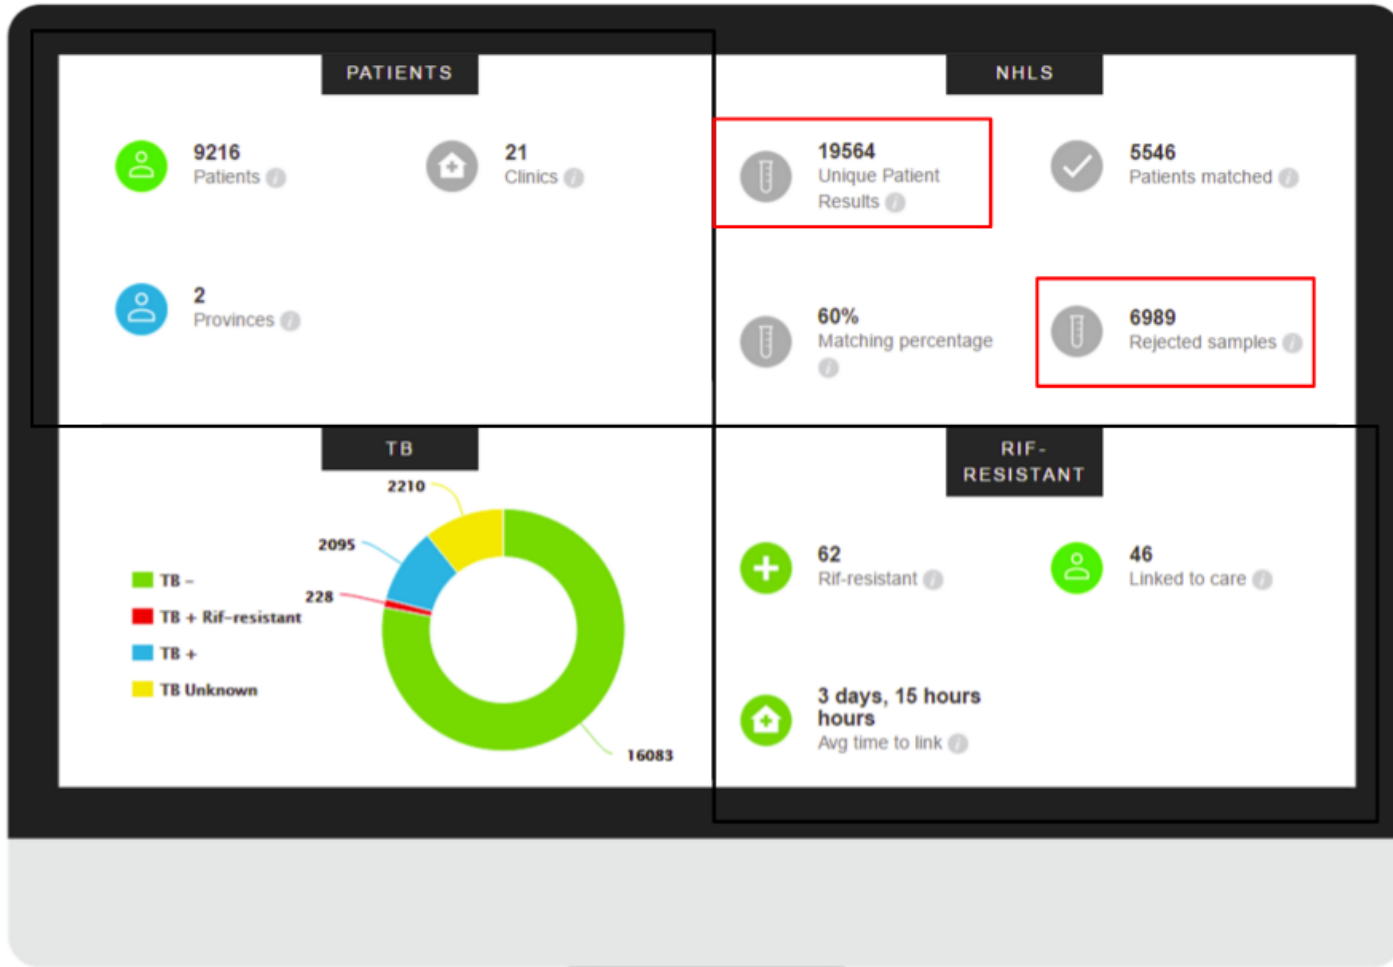 PATIENTS
9216
Patients
21
Clinics
2
Provinces
NHLS
19564
Unique Patient
Results
5546
Patients matched
60%
Matching percentage
6989
Rejected samples
TB
2210
2095
228
16083
TB -
TB + Rif-resistant
TB +
TB Unknown
RIF-
RESISTANT
62
Rif-resistant
46
Linked to care
3 days, 15 hours
hours
Avg time to link